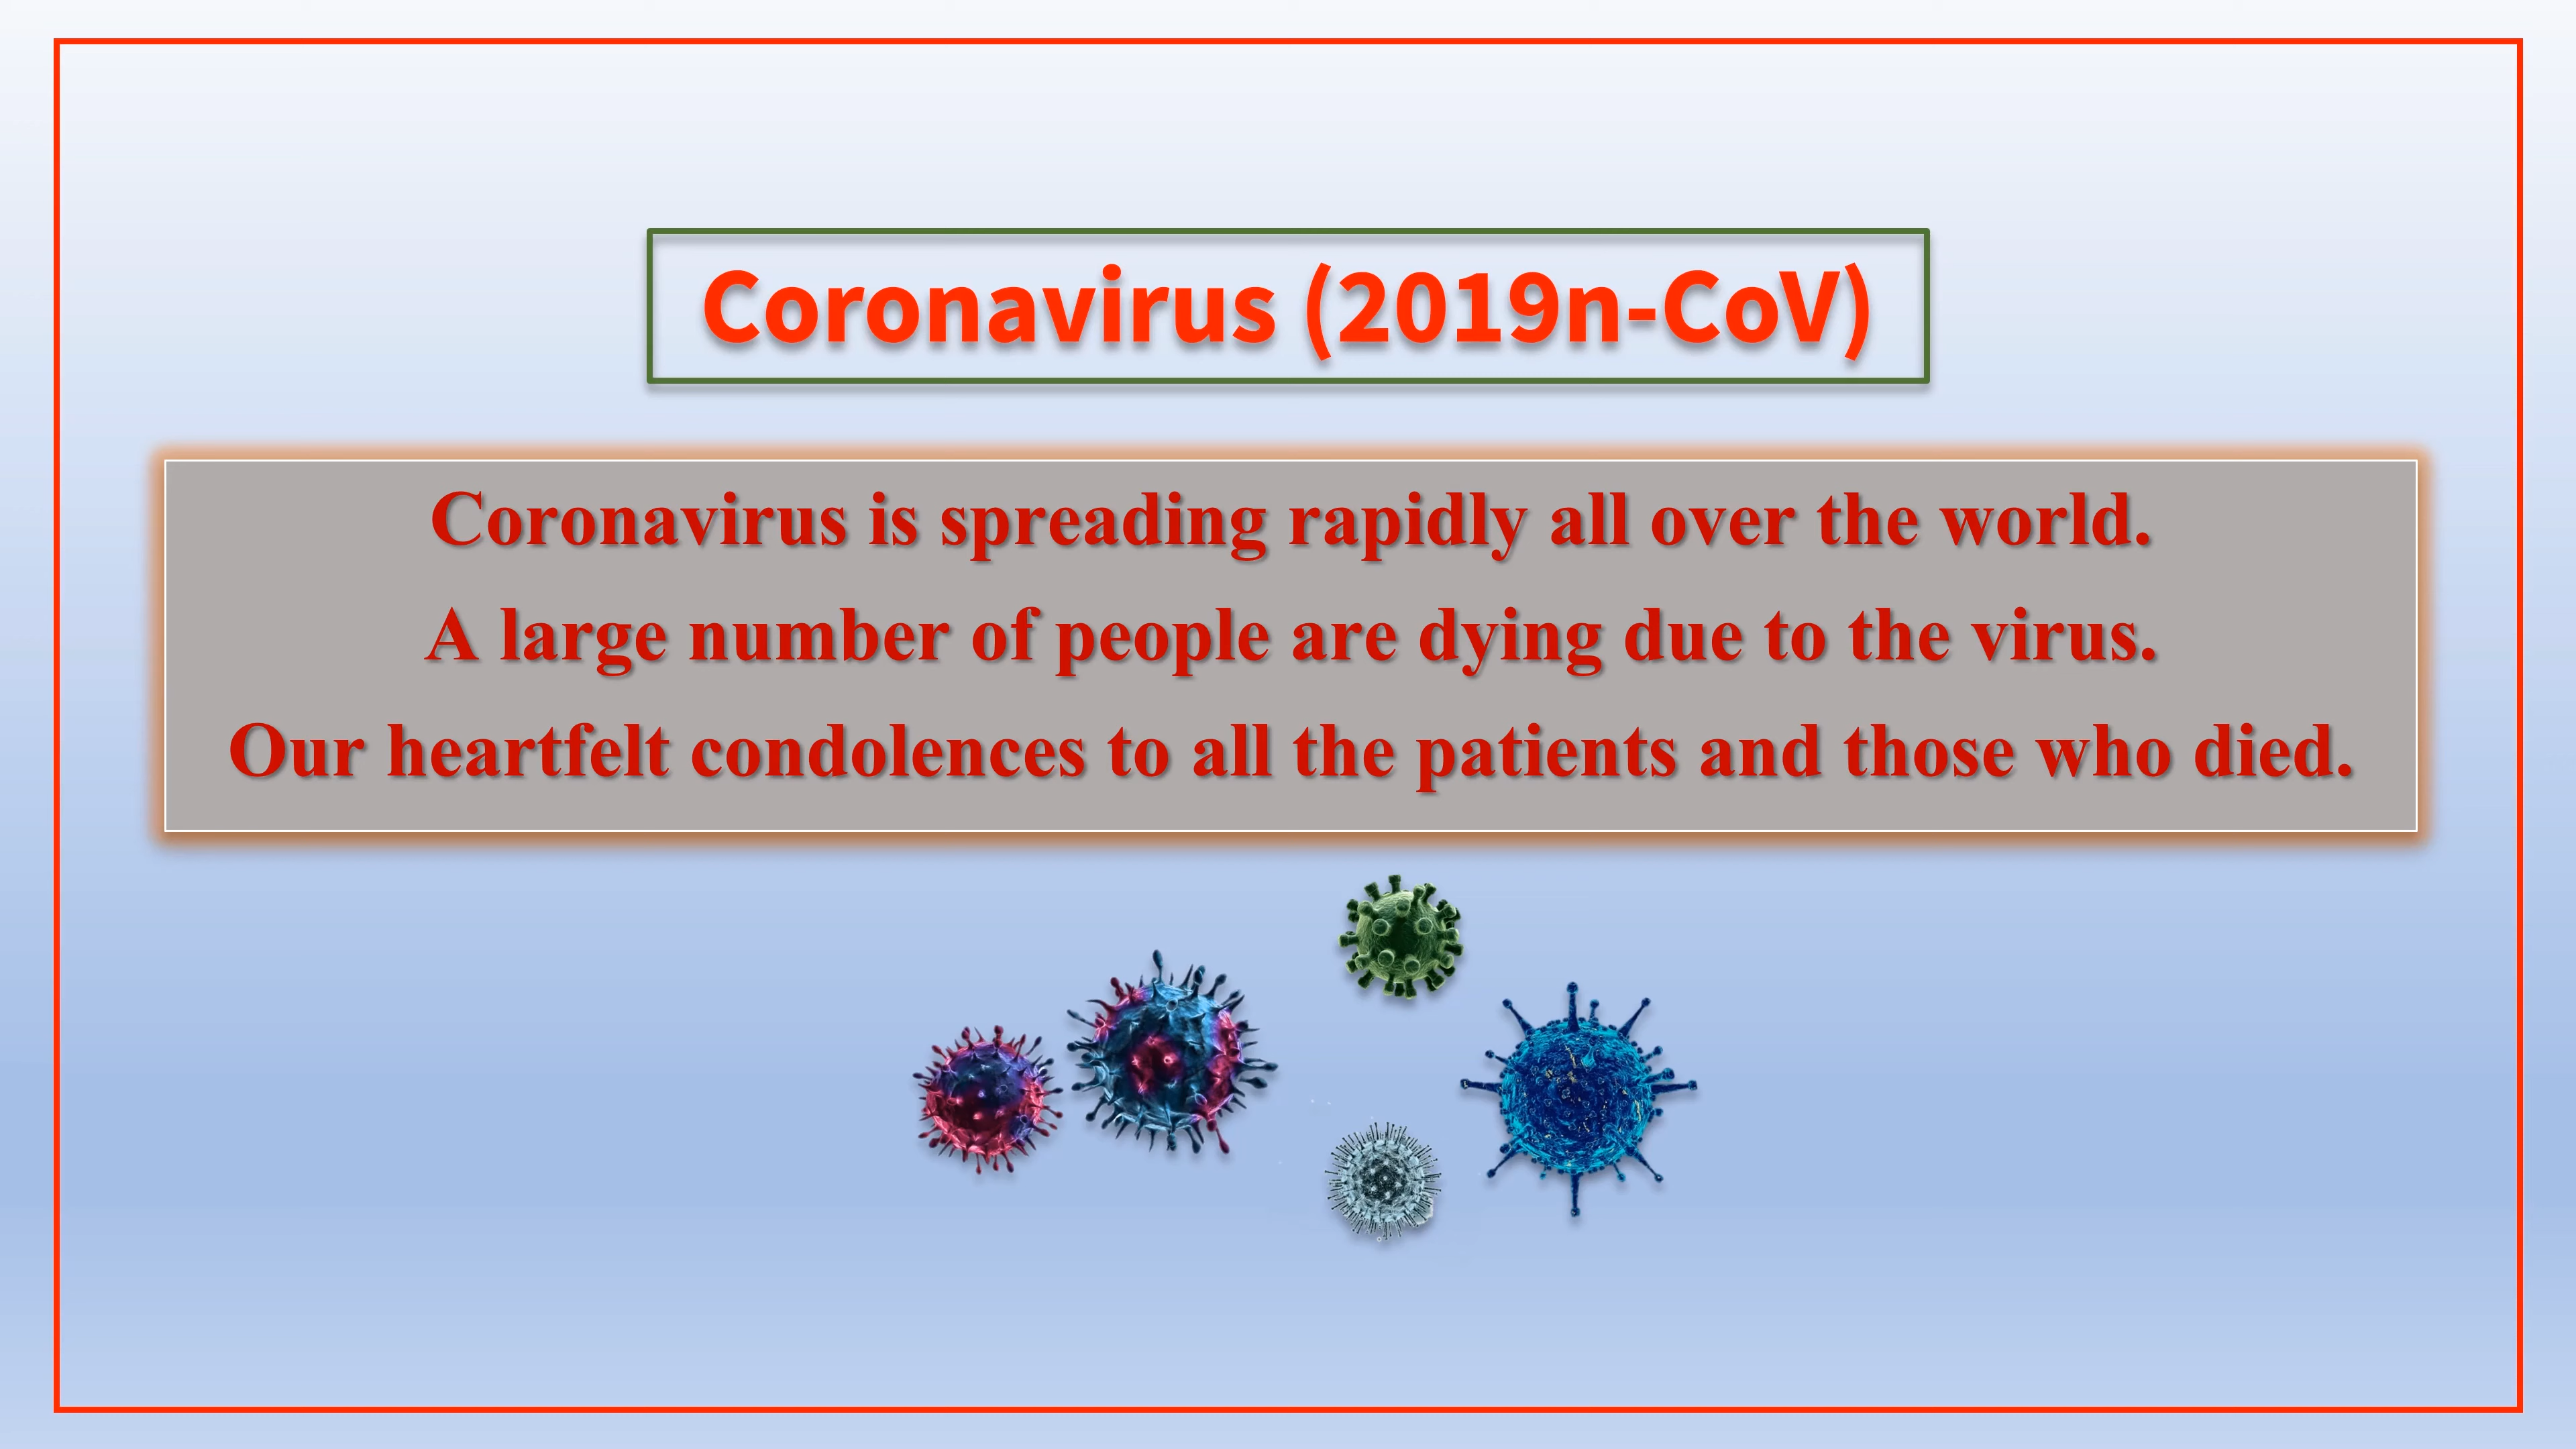 Coronavirus (2019n-CoV)
Coronavirus is spreading rapidly all over the world.
A large number of people are dying due to the virus.
Our heartfelt condolences to all the patients and those who died.